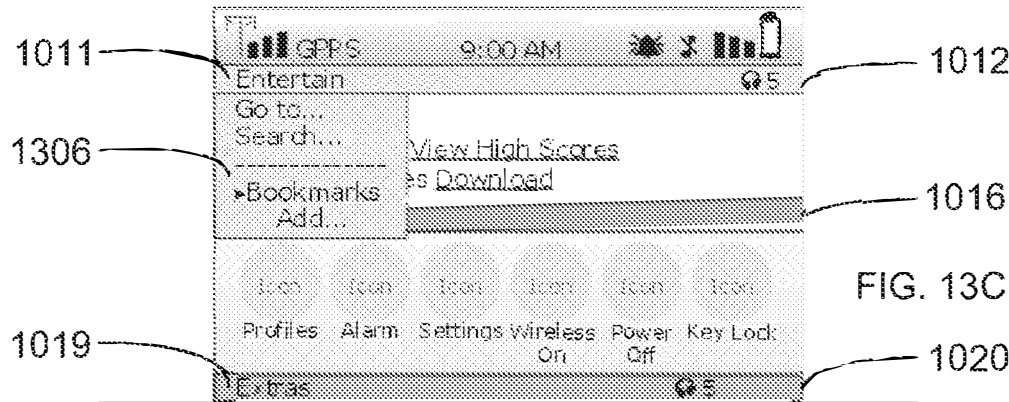 1011
GPRS 9:00 AM
1012
Entertain 5
Go to...
Search...
1306
View High Scores
es Download
▸Bookmarks
Add...
1016
Icon Icon Icon Icon Icon Icon
FIG. 13C
Profiles Alarm Settings Wireless On Power Off Key Lock
1019
Extras 5
1020